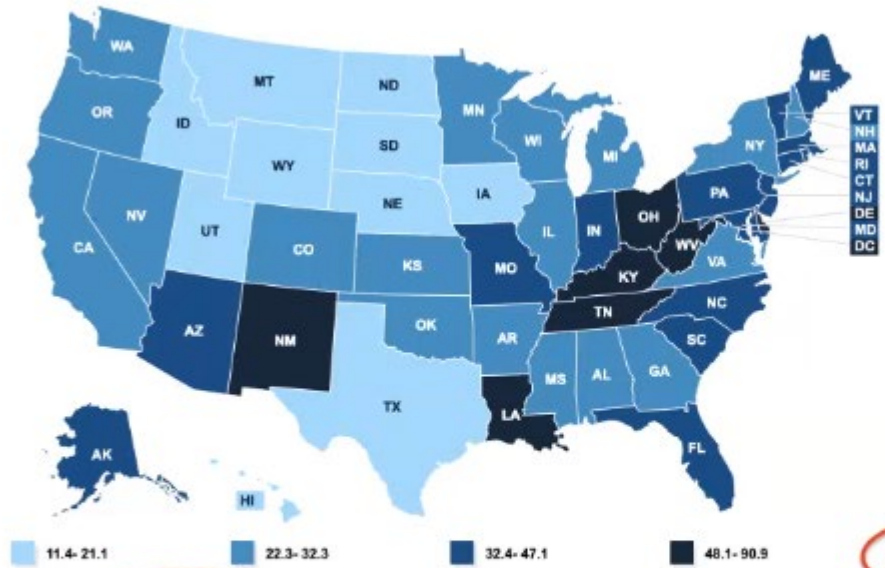 WA
MT
ND
MN
ME
OR
ID
SD
WI
MI
NY
VT
NH
MA
RI
CT
NJ
DE
MD
DC
WY
IA
PA
NE
NV
UT
CO
IL
IN
OH
WV
VA
CA
KS
MO
KY
NC
AZ
NM
OK
AR
TN
SC
MS
AL
GA
TX
LA
FL
AK
HI
11.4- 21.1
22.3- 32.3
32.4- 47.1
48.1- 90.9